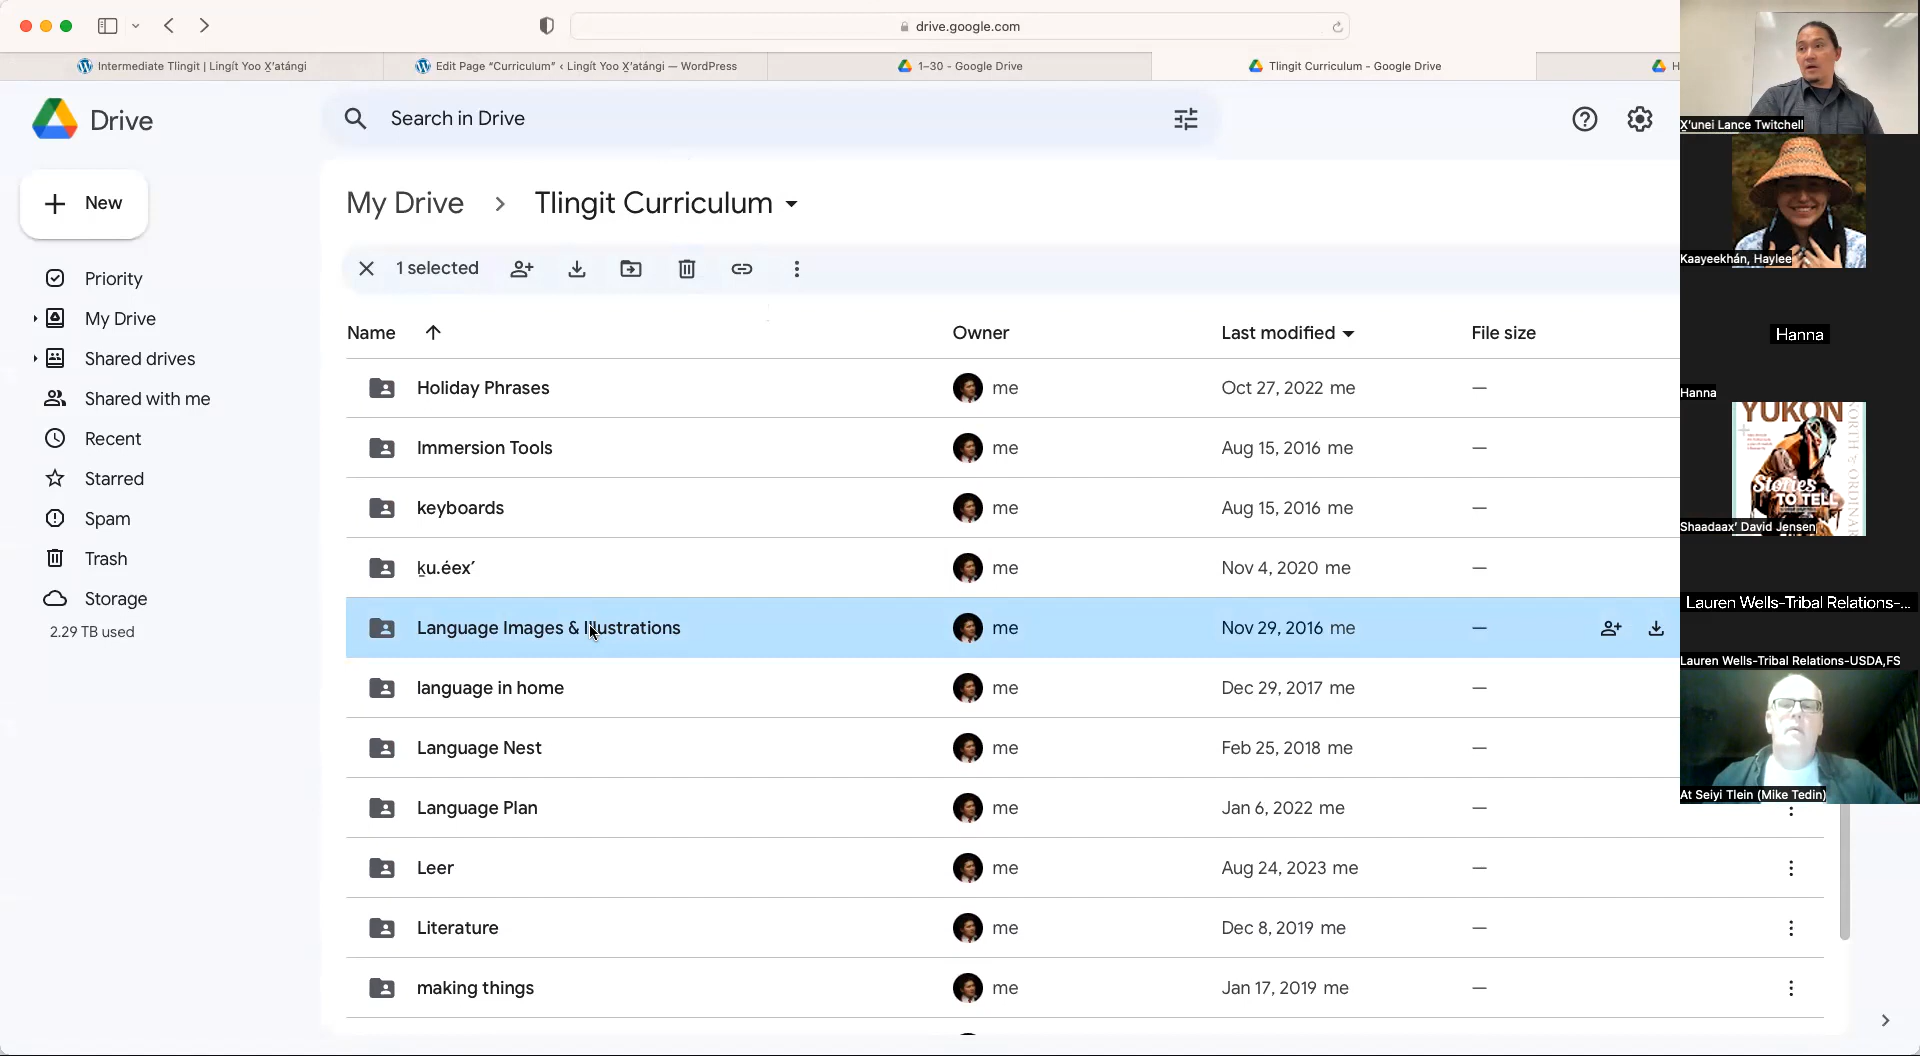 drive.google.com
Intermediate Tlingit | Lingít Yoo X̱ʼatángi
Edit Page “Curriculum” ‹ Lingít Yoo X̱ʼatángi — WordPress
1–30 - Google Drive
Tlingit Curriculum - Google Drive
H
Drive
Search in Drive
New
My Drive
Tlingit Curriculum
1 selected
Priority
My Drive
Shared drives
Shared with me
Recent
Starred
Spam
Trash
Storage
2.29 TB used
Name Owner Last modified File size
Holiday Phrases me Oct 27, 2022 me —
Immersion Tools me Aug 15, 2016 me —
keyboards me Aug 15, 2016 me —
ḵu.éexʼ me Nov 4, 2020 me —
Language Images & Illustrations me Nov 29, 2016 me —
language in home me Dec 29, 2017 me —
Language Nest me Feb 25, 2018 me —
Language Plan me Jan 6, 2022 me —
Leer me Aug 24, 2023 me —
Literature me Dec 8, 2019 me —
making things me Jan 17, 2019 me —
X̱ʼunei Lance Twitchell
Kaayeekhán, Haylee
Hanna
Hanna
YUKON
NORTH of ORDINARY
Stories
TO TELL
Shaadaaxʼ David Jensen
Lauren Wells-Tribal Relations-...
Lauren Wells-Tribal Relations-USDA,FS
At Seiyi Tlein (Mike Tedin)